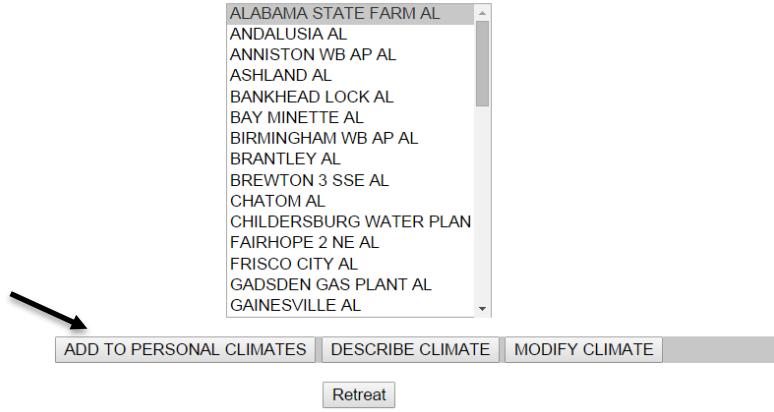 ALABAMA STATE FARM AL
ANDALUSIA AL
ANNISTON WB AP AL
ASHLAND AL
BANKHEAD LOCK AL
BAY MINETTE AL
BIRMINGHAM WB AP AL
BRANTLEY AL
BREWTON 3 SSE AL
CHATOM AL
CHILDERSBURG WATER PLAN
FAIRHOPE 2 NE AL
FRISCO CITY AL
GADSDEN GAS PLANT AL
GAINESVILLE AL
ADD TO PERSONAL CLIMATES DESCRIBE CLIMATE MODIFY CLIMATE
Retreat